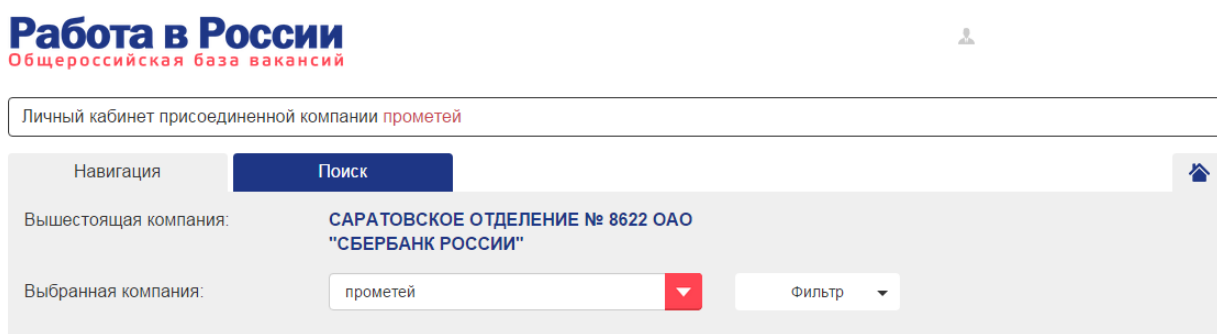 Работа в России
Общероссийская база вакансий
Личный кабинет присоединенной компании прометей
Навигация
Поиск
Вышестоящая компания:
САРАТОВСКОЕ ОТДЕЛЕНИЕ № 8622 ОАО
"СБЕРБАНК РОССИИ"
Выбранная компания:
прометей
Фильтр